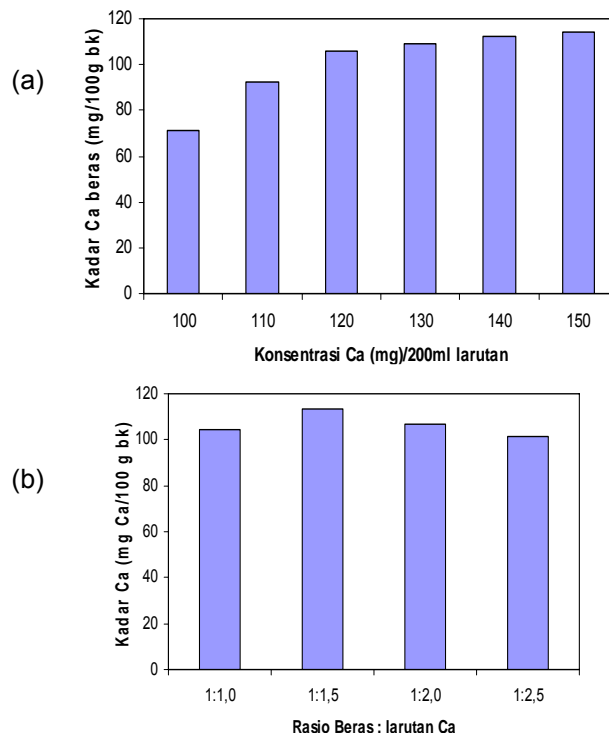 (a)
Kadar Ca beras (mg/100g bk)
120
100
80
60
40
20
0
100 110 120 130 140 150
Konsentrasi Ca (mg)/200ml larutan
(b)
Kadar Ca (mg Ca/100 g bk)
120
100
80
60
40
20
0
1:1,0 1:1,5 1:2,0 1:2,5
Rasio Beras : larutan Ca